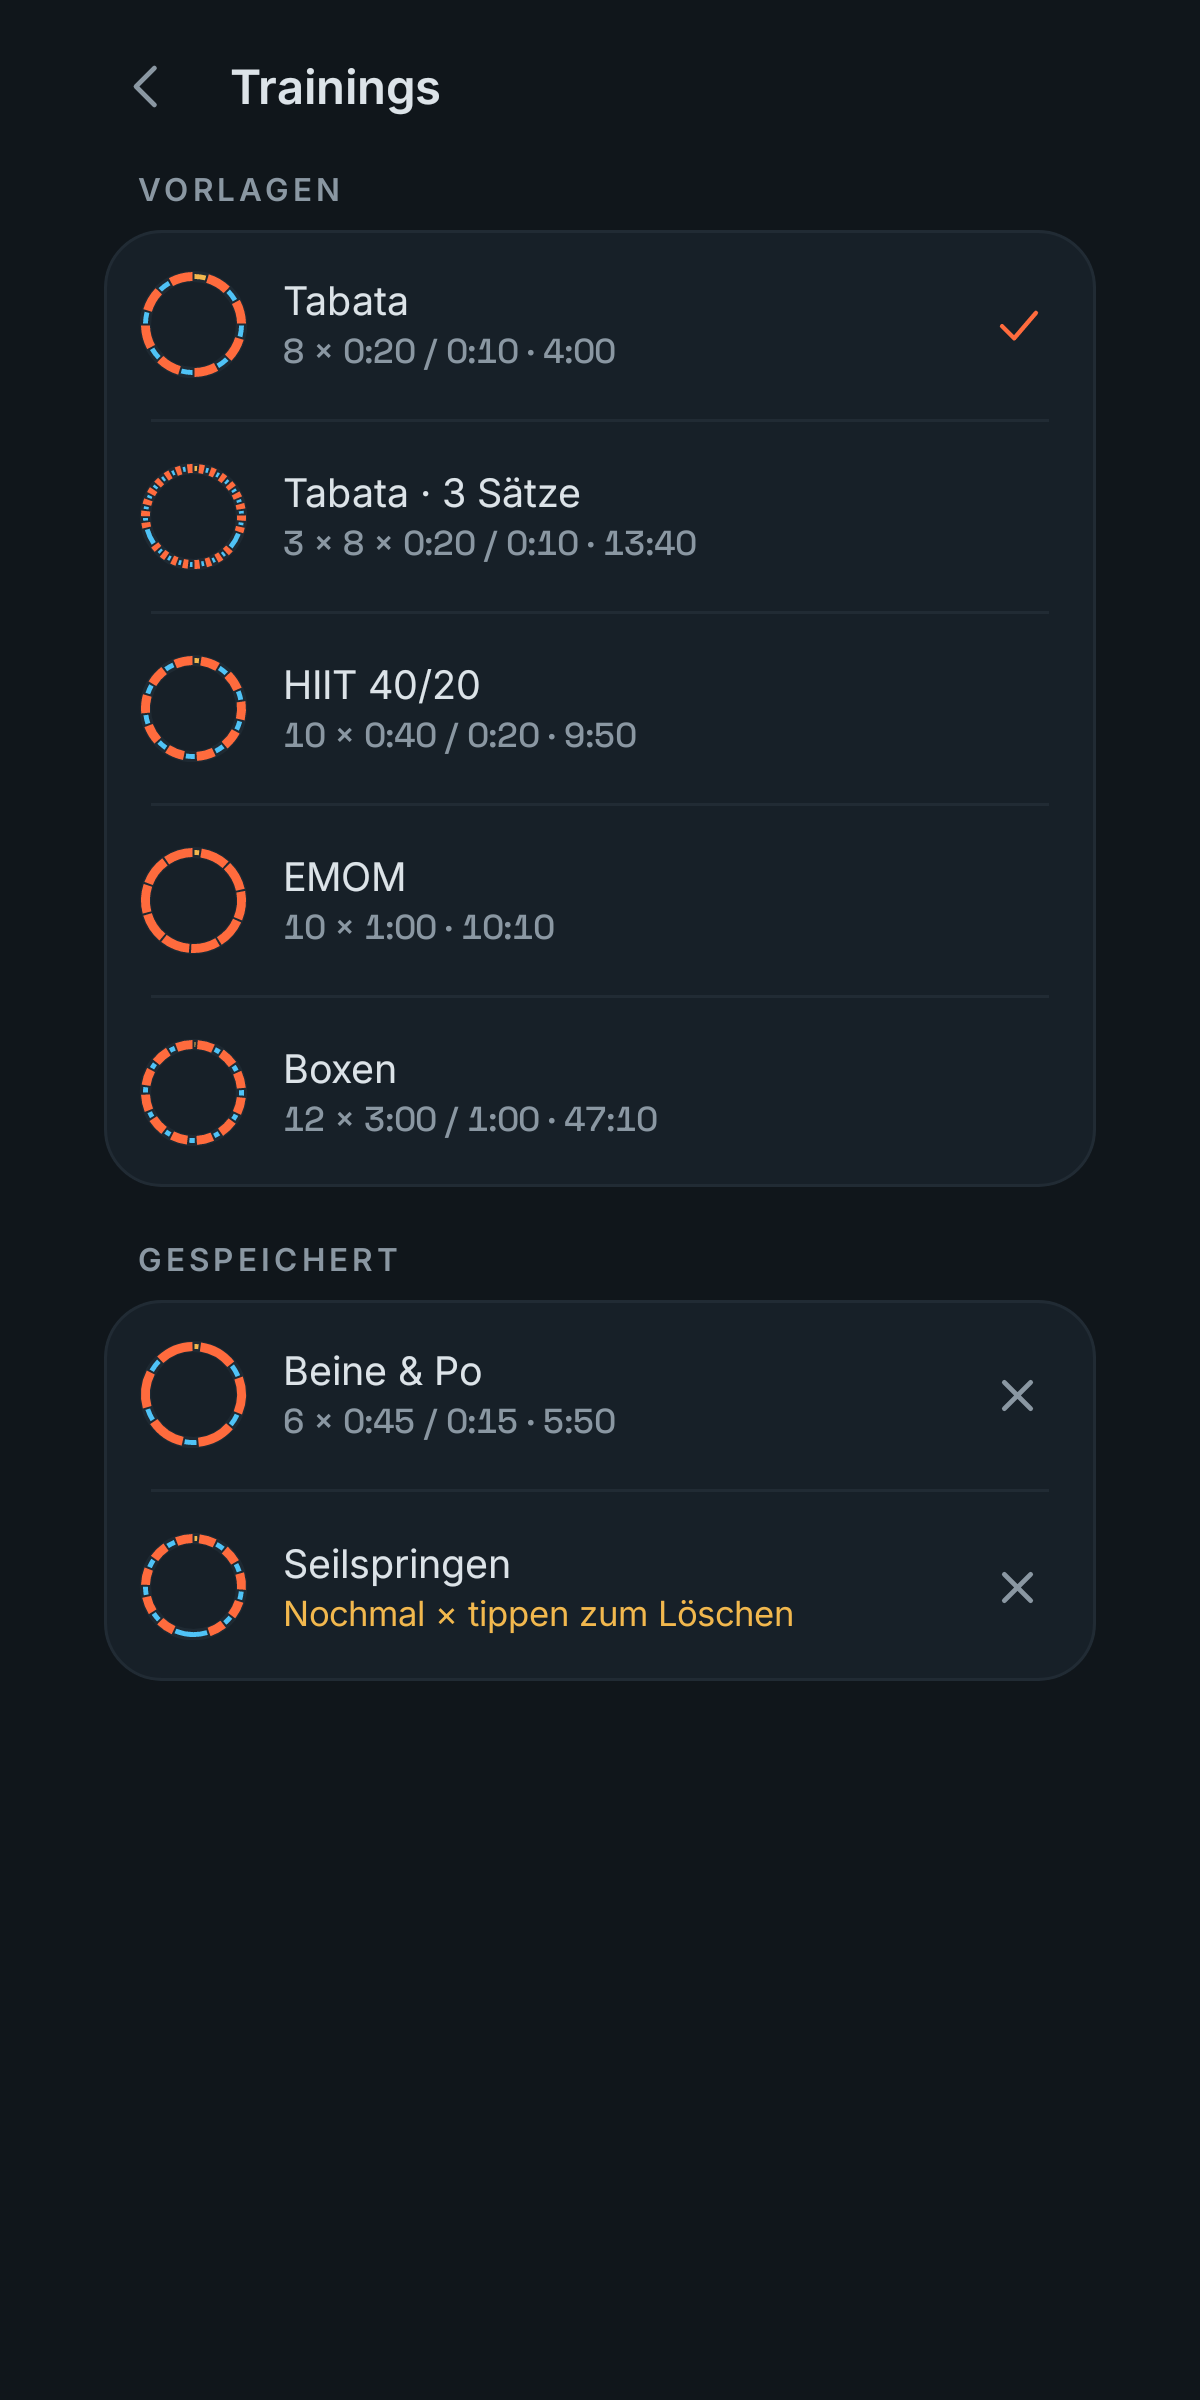 Trainings
VORLAGEN
Tabata
8 × 0:20 / 0:10 · 4:00
Tabata · 3 Sätze
3 × 8 × 0:20 / 0:10 · 13:40
HIIT 40/20
10 × 0:40 / 0:20 · 9:50
EMOM
10 × 1:00 · 10:10
Boxen
12 × 3:00 / 1:00 · 47:10
GESPEICHERT
Beine & Po
6 × 0:45 / 0:15 · 5:50
Seilspringen
Nochmal × tippen zum Löschen